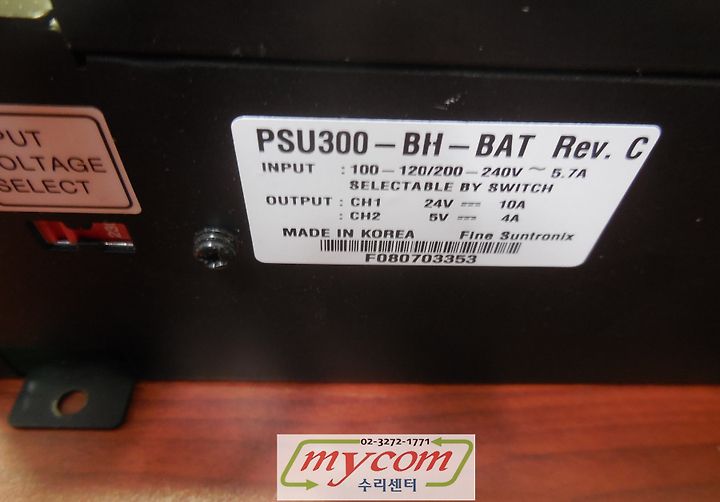 PUT
OLTAGE
SELECT
PSU300-BH-BAT Rev. C
INPUT : 100-120/200-240V ~ 5.7A
SELECTABLE BY SWITCH
OUTPUT : CH1 24V ⎓ 10A
: CH2 5V ⎓ 4A
MADE IN KOREA Fine Suntronix
F080703353
02-3272-1771
mycom
수리센터